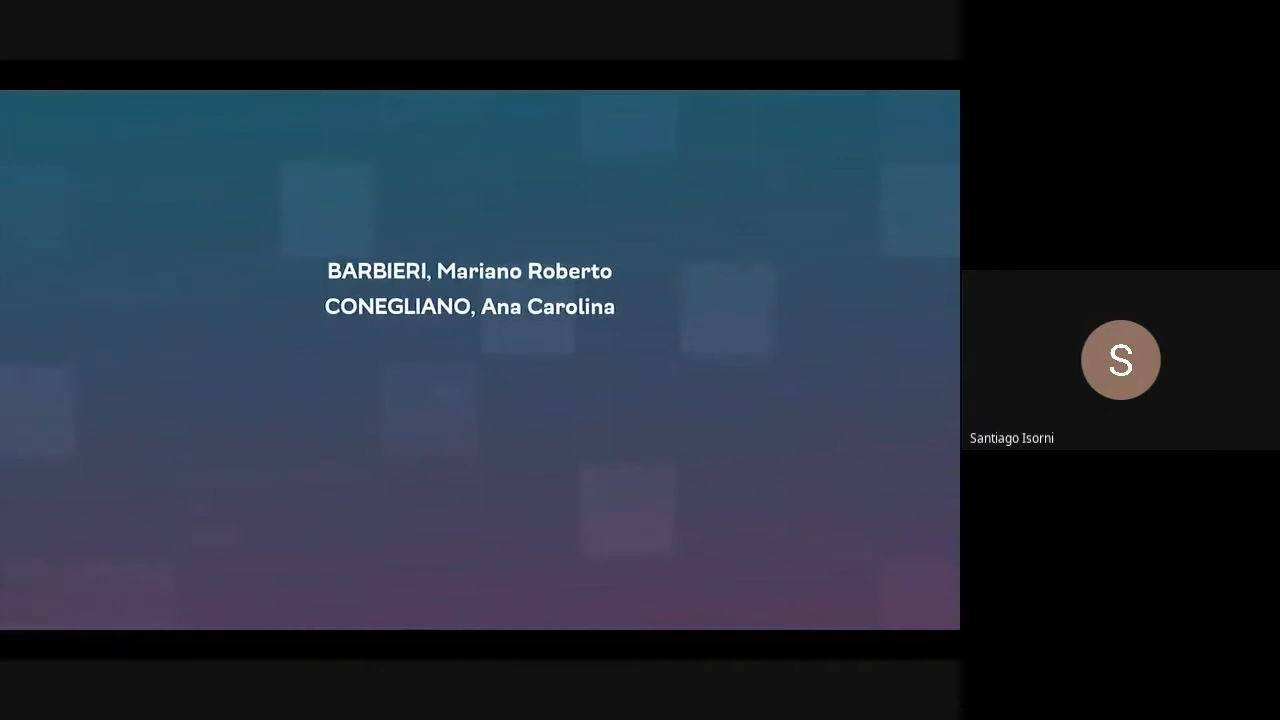 BARBIERI, Mariano Roberto
CONEGLIANO, Ana Carolina
S
Santiago Isorni